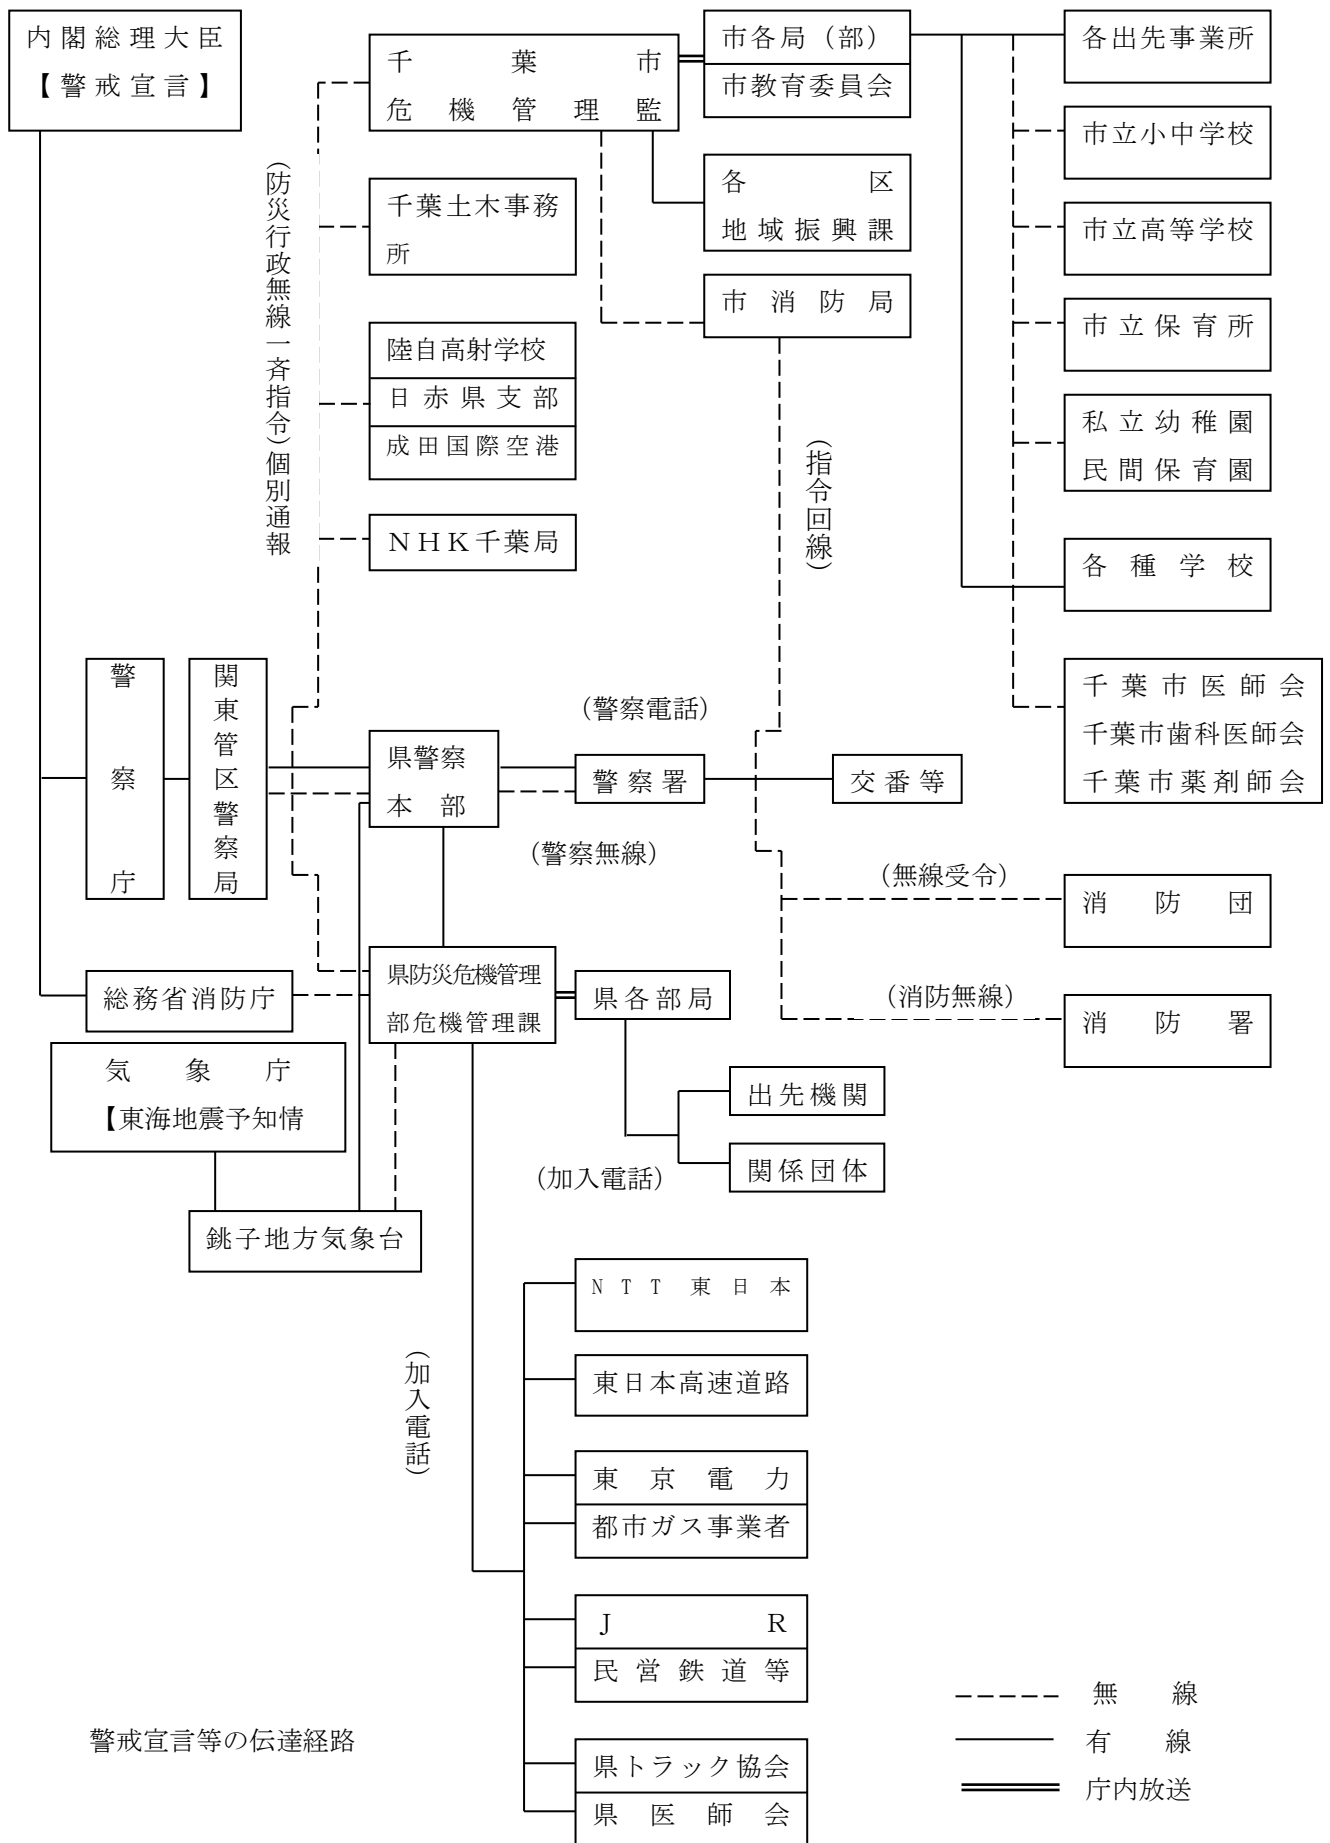 内閣総理大臣
【警戒宣言】
千葉市
危機管理監
市各局（部）
市教育委員会
各出先事業所
市立小中学校
市立高等学校
市立保育所
私立幼稚園
民間保育園
各種学校
千葉市医師会
千葉市歯科医師会
千葉市薬剤師会
各区
地域振興課
市消防局
（防災行政無線一斉指令）個別通報
千葉土木事務
所
陸自高射学校
日赤県支部
成田国際空港
ＮＨＫ千葉局
（指令回線）
警察庁
関東管区警察局
県警察
本部
（警察電話）
警察署
交番等
（警察無線）
（無線受令）
消防団
（消防無線）
消防署
総務省消防庁
県防災危機管理
部危機管理課
県各部局
気象庁
【東海地震予知情
銚子地方気象台
出先機関
関係団体
（加入電話）
（加入電話）
ＮＴＴ東日本
東日本高速道路
東京電力
都市ガス事業者
ＪＲ
民営鉄道等
県トラック協会
県医師会
警戒宣言等の伝達経路
無線
有線
庁内放送